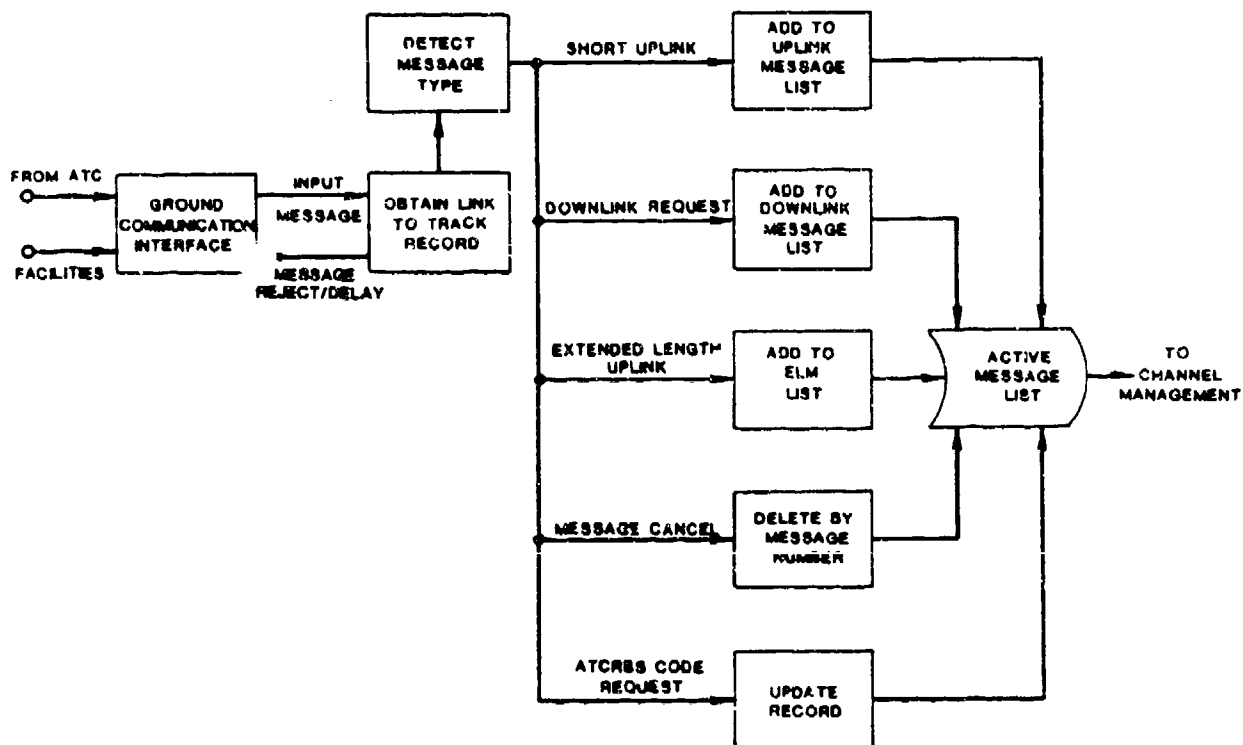 DETECT
MESSAGE
TYPE
SHORT UPLINK
ADD TO
UPLINK
MESSAGE
LIST
FROM ATC
FACILITIES
GROUND
COMMUNICATION
INTERFACE
INPUT
MESSAGE
OBTAIN LINK
TO TRACK
RECORD
MESSAGE
REJECT/DELAY
DOWNLINK REQUEST
ADD TO
DOWNLINK
MESSAGE
LIST
EXTENDED LENGTH
UPLINK
ADD TO
ELM
LIST
ACTIVE
MESSAGE
LIST
TO
CHANNEL
MANAGEMENT
MESSAGE CANCEL
DELETE BY
MESSAGE
NUMBER
ATCRBS CODE
REQUEST
UPDATE
RECORD